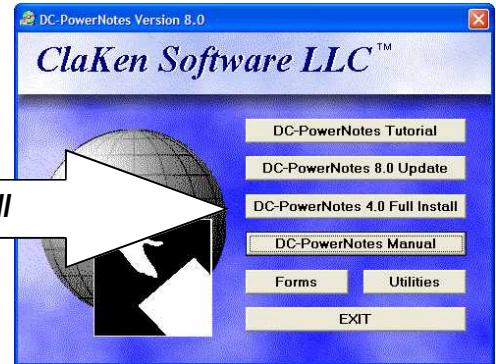 DC-PowerNotes Version 8.0
ClaKen Software LLC™
DC-PowerNotes Tutorial
DC-PowerNotes 8.0 Update
DC-PowerNotes 4.0 Full Install
DC-PowerNotes Manual
Forms Utilities
EXIT